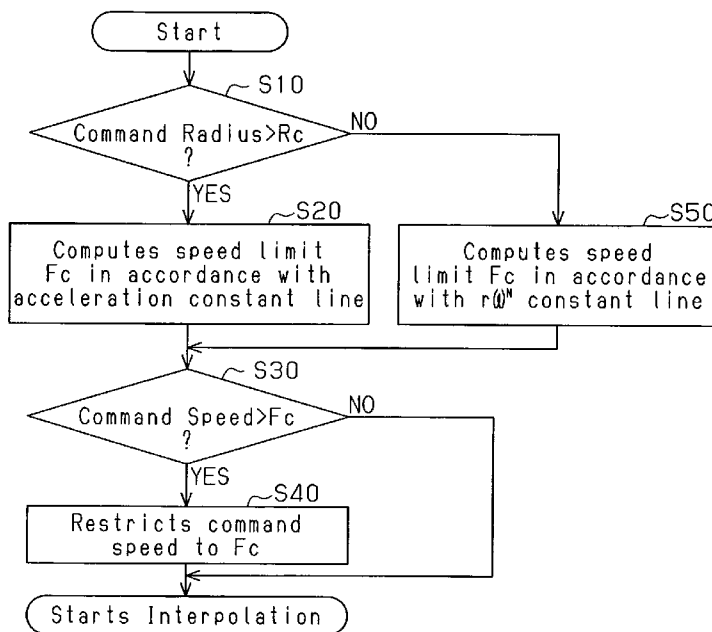 Start
S10
Command Radius>Rc
?
NO
YES
S20
Computes speed limit
Fc in accordance with
acceleration constant line
S50
Computes speed
limit Fc in accordance
with rωᴺ constant line
S30
Command Speed>Fc
?
NO
YES
S40
Restricts command
speed to Fc
Starts Interpolation